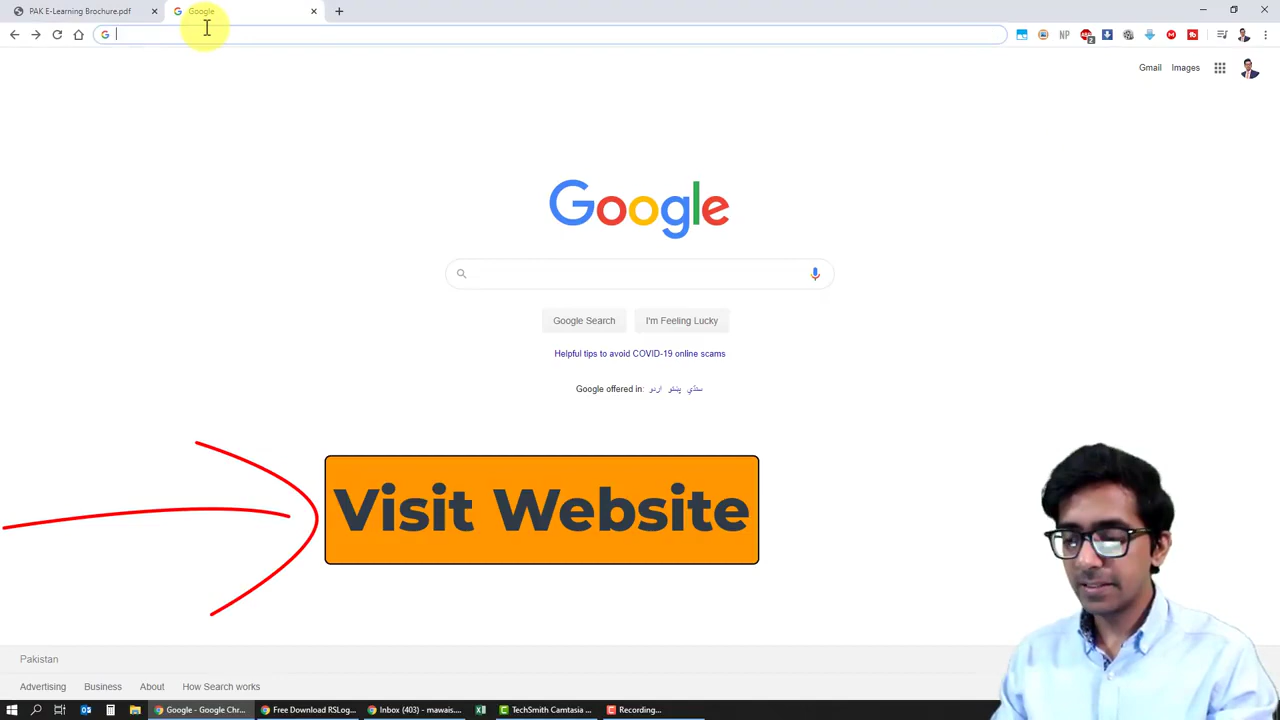 PAK E-Learning Brochure.pdf
Google
Gmail
Images
Google
Google Search
I'm Feeling Lucky
Helpful tips to avoid COVID-19 online scams
Google offered in: اردو پښتو سنڌي
Visit Website
Pakistan
Advertising
Business
About
How Search works
Google - Google Chr...
Free Download RSLog...
Inbox (403) - mawais...
TechSmith Camtasia
Recording...
NP
2